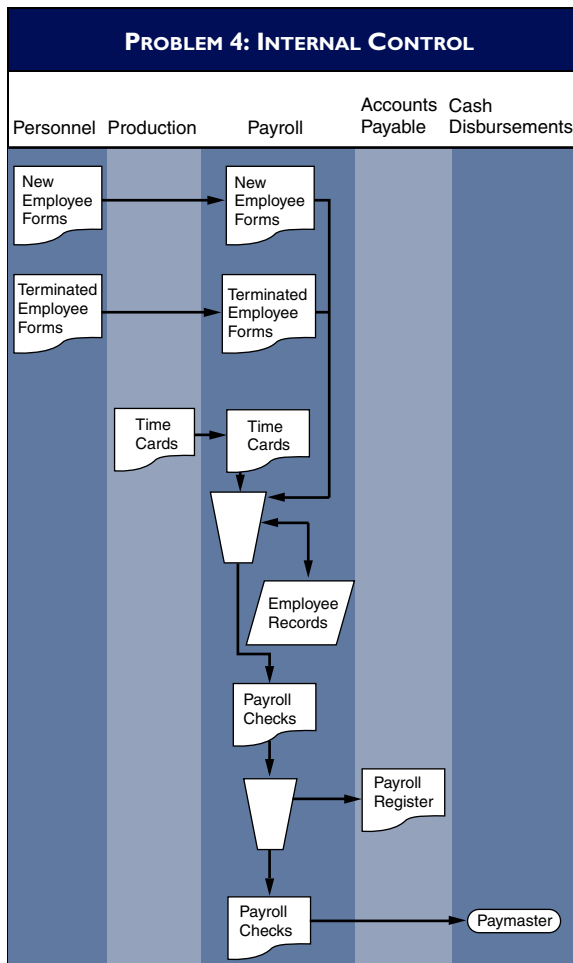 PROBLEM 4: INTERNAL CONTROL
Personnel
Production
Payroll
Accounts
Payable
Cash
Disbursements
New
Employee
Forms
New
Employee
Forms
Terminated
Employee
Forms
Terminated
Employee
Forms
Time
Cards
Time
Cards
Employee
Records
Payroll
Checks
Payroll
Register
Payroll
Checks
Paymaster